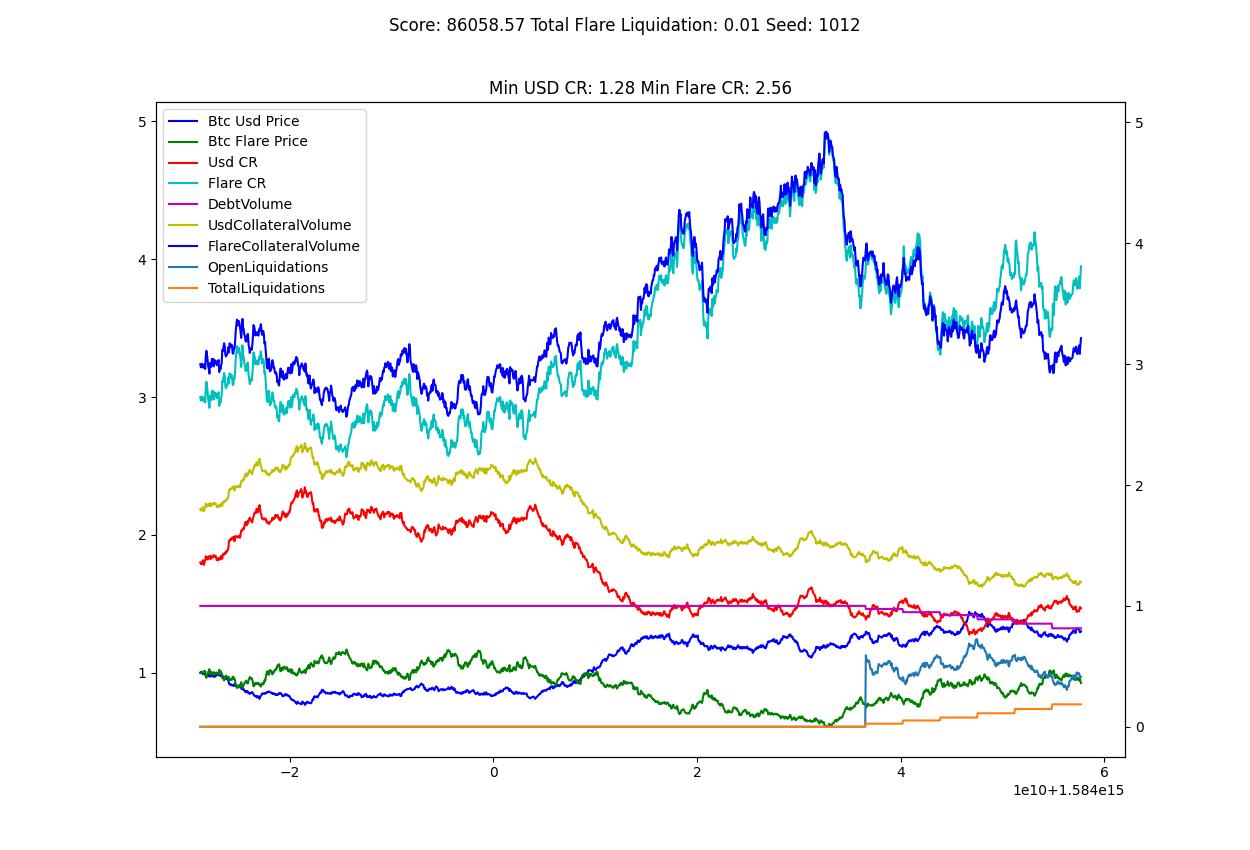 Score: 86058.57 Total Flare Liquidation: 0.01 Seed: 1012
Min USD CR: 1.28 Min Flare CR: 2.56
Btc Usd Price
Btc Flare Price
Usd CR
Flare CR
DebtVolume
UsdCollateralVolume
FlareCollateralVolume
OpenLiquidations
TotalLiquidations
5
4
3
2
1
5
4
3
2
1
0
−2
0
2
4
6
1e10+1.584e15